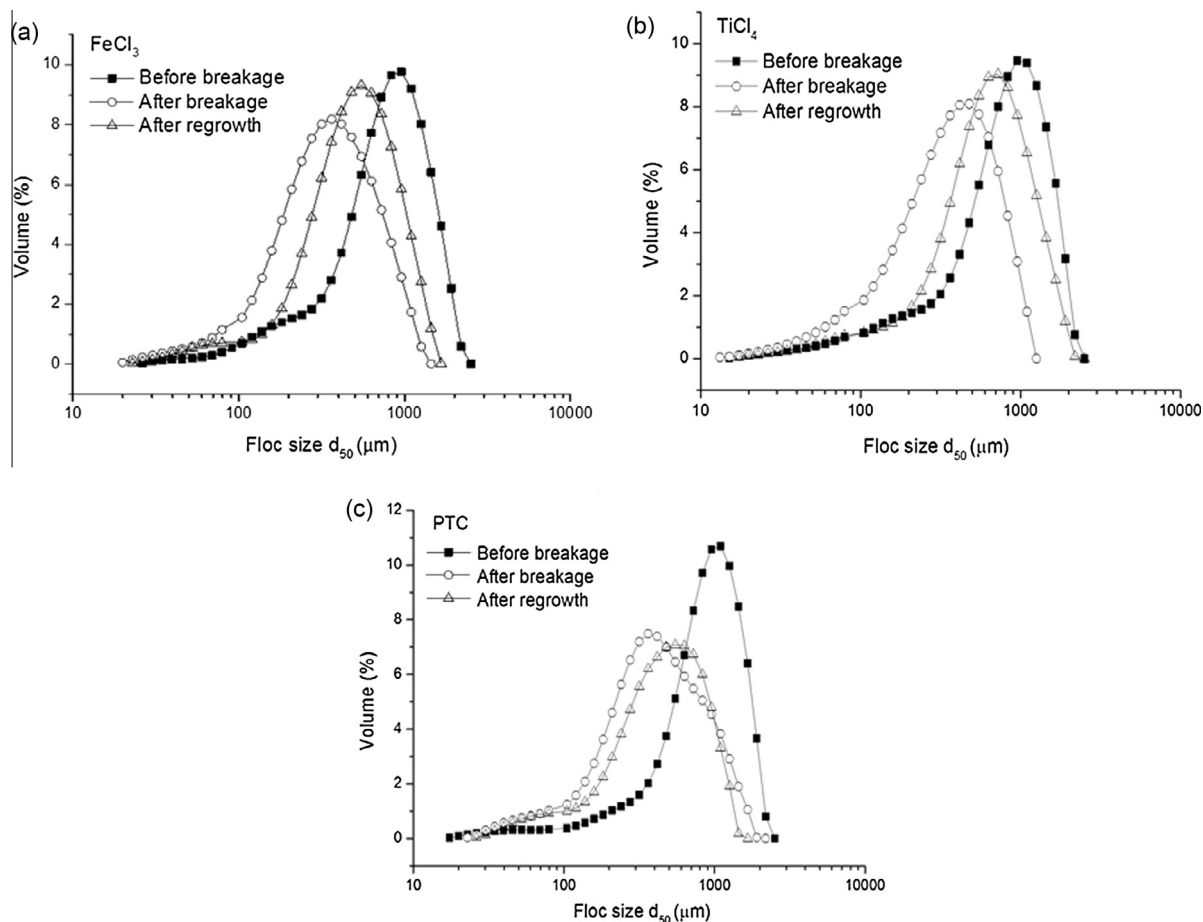 (a)
FeCl₃
Before breakage
After breakage
After regrowth
Volume (%)
10
8
6
4
2
0
10
100
1000
10000
Floc size d₅₀ (μm)
(b)
TiCl₄
Before breakage
After breakage
After regrowth
Volume (%)
10
8
6
4
2
0
10
100
1000
10000
Floc size d₅₀ (μm)
(c)
PTC
Before breakage
After breakage
After regrowth
Volume (%)
12
10
8
6
4
2
0
10
100
1000
10000
Floc size d₅₀ (μm)